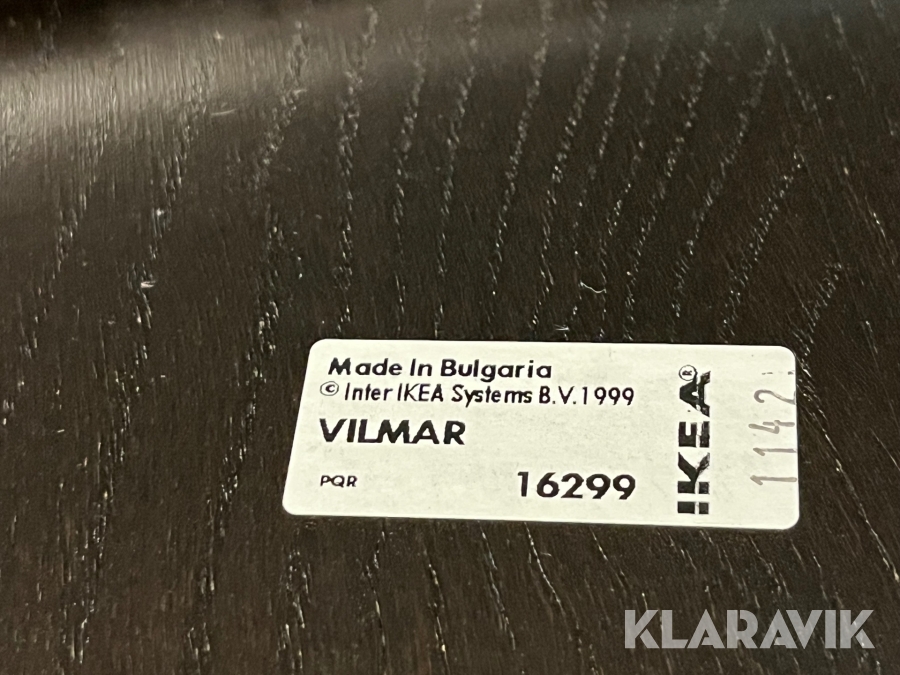 Made In Bulgaria
© Inter IKEA Systems B.V. 1999
VILMAR
PQR 16299
IKEA®
1142
KLARAVIK